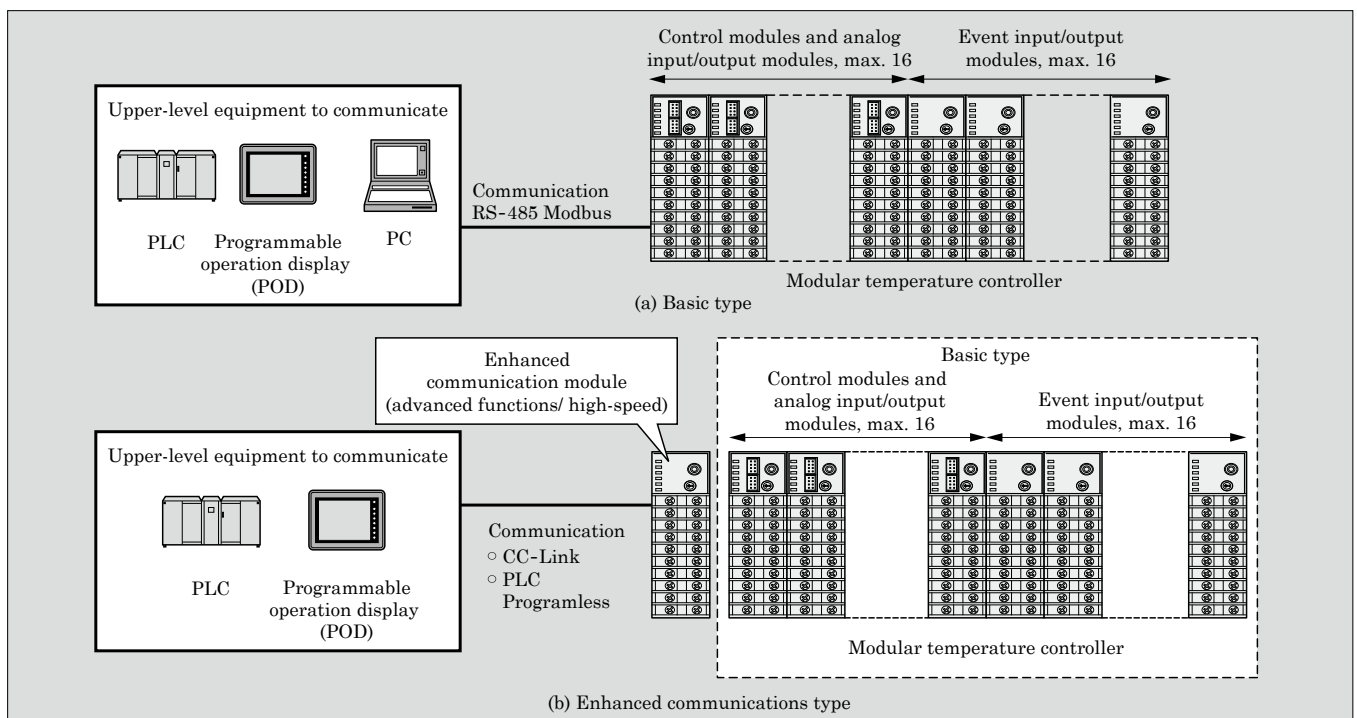 Control modules and analog
input/output modules, max. 16
Event input/output
modules, max. 16
Upper-level equipment to communicate
PLC
Programmable
operation display
(POD)
PC
Communication
RS-485 Modbus
Modular temperature controller
(a) Basic type
Enhanced
communication module
(advanced functions/ high-speed)
Basic type
Control modules and
analog input/output
modules, max. 16
Event input/output
modules, max. 16
Upper-level equipment to communicate
PLC
Programmable
operation display
(POD)
Communication
○ CC-Link
○ PLC
Programless
Modular temperature controller
(b) Enhanced communications type